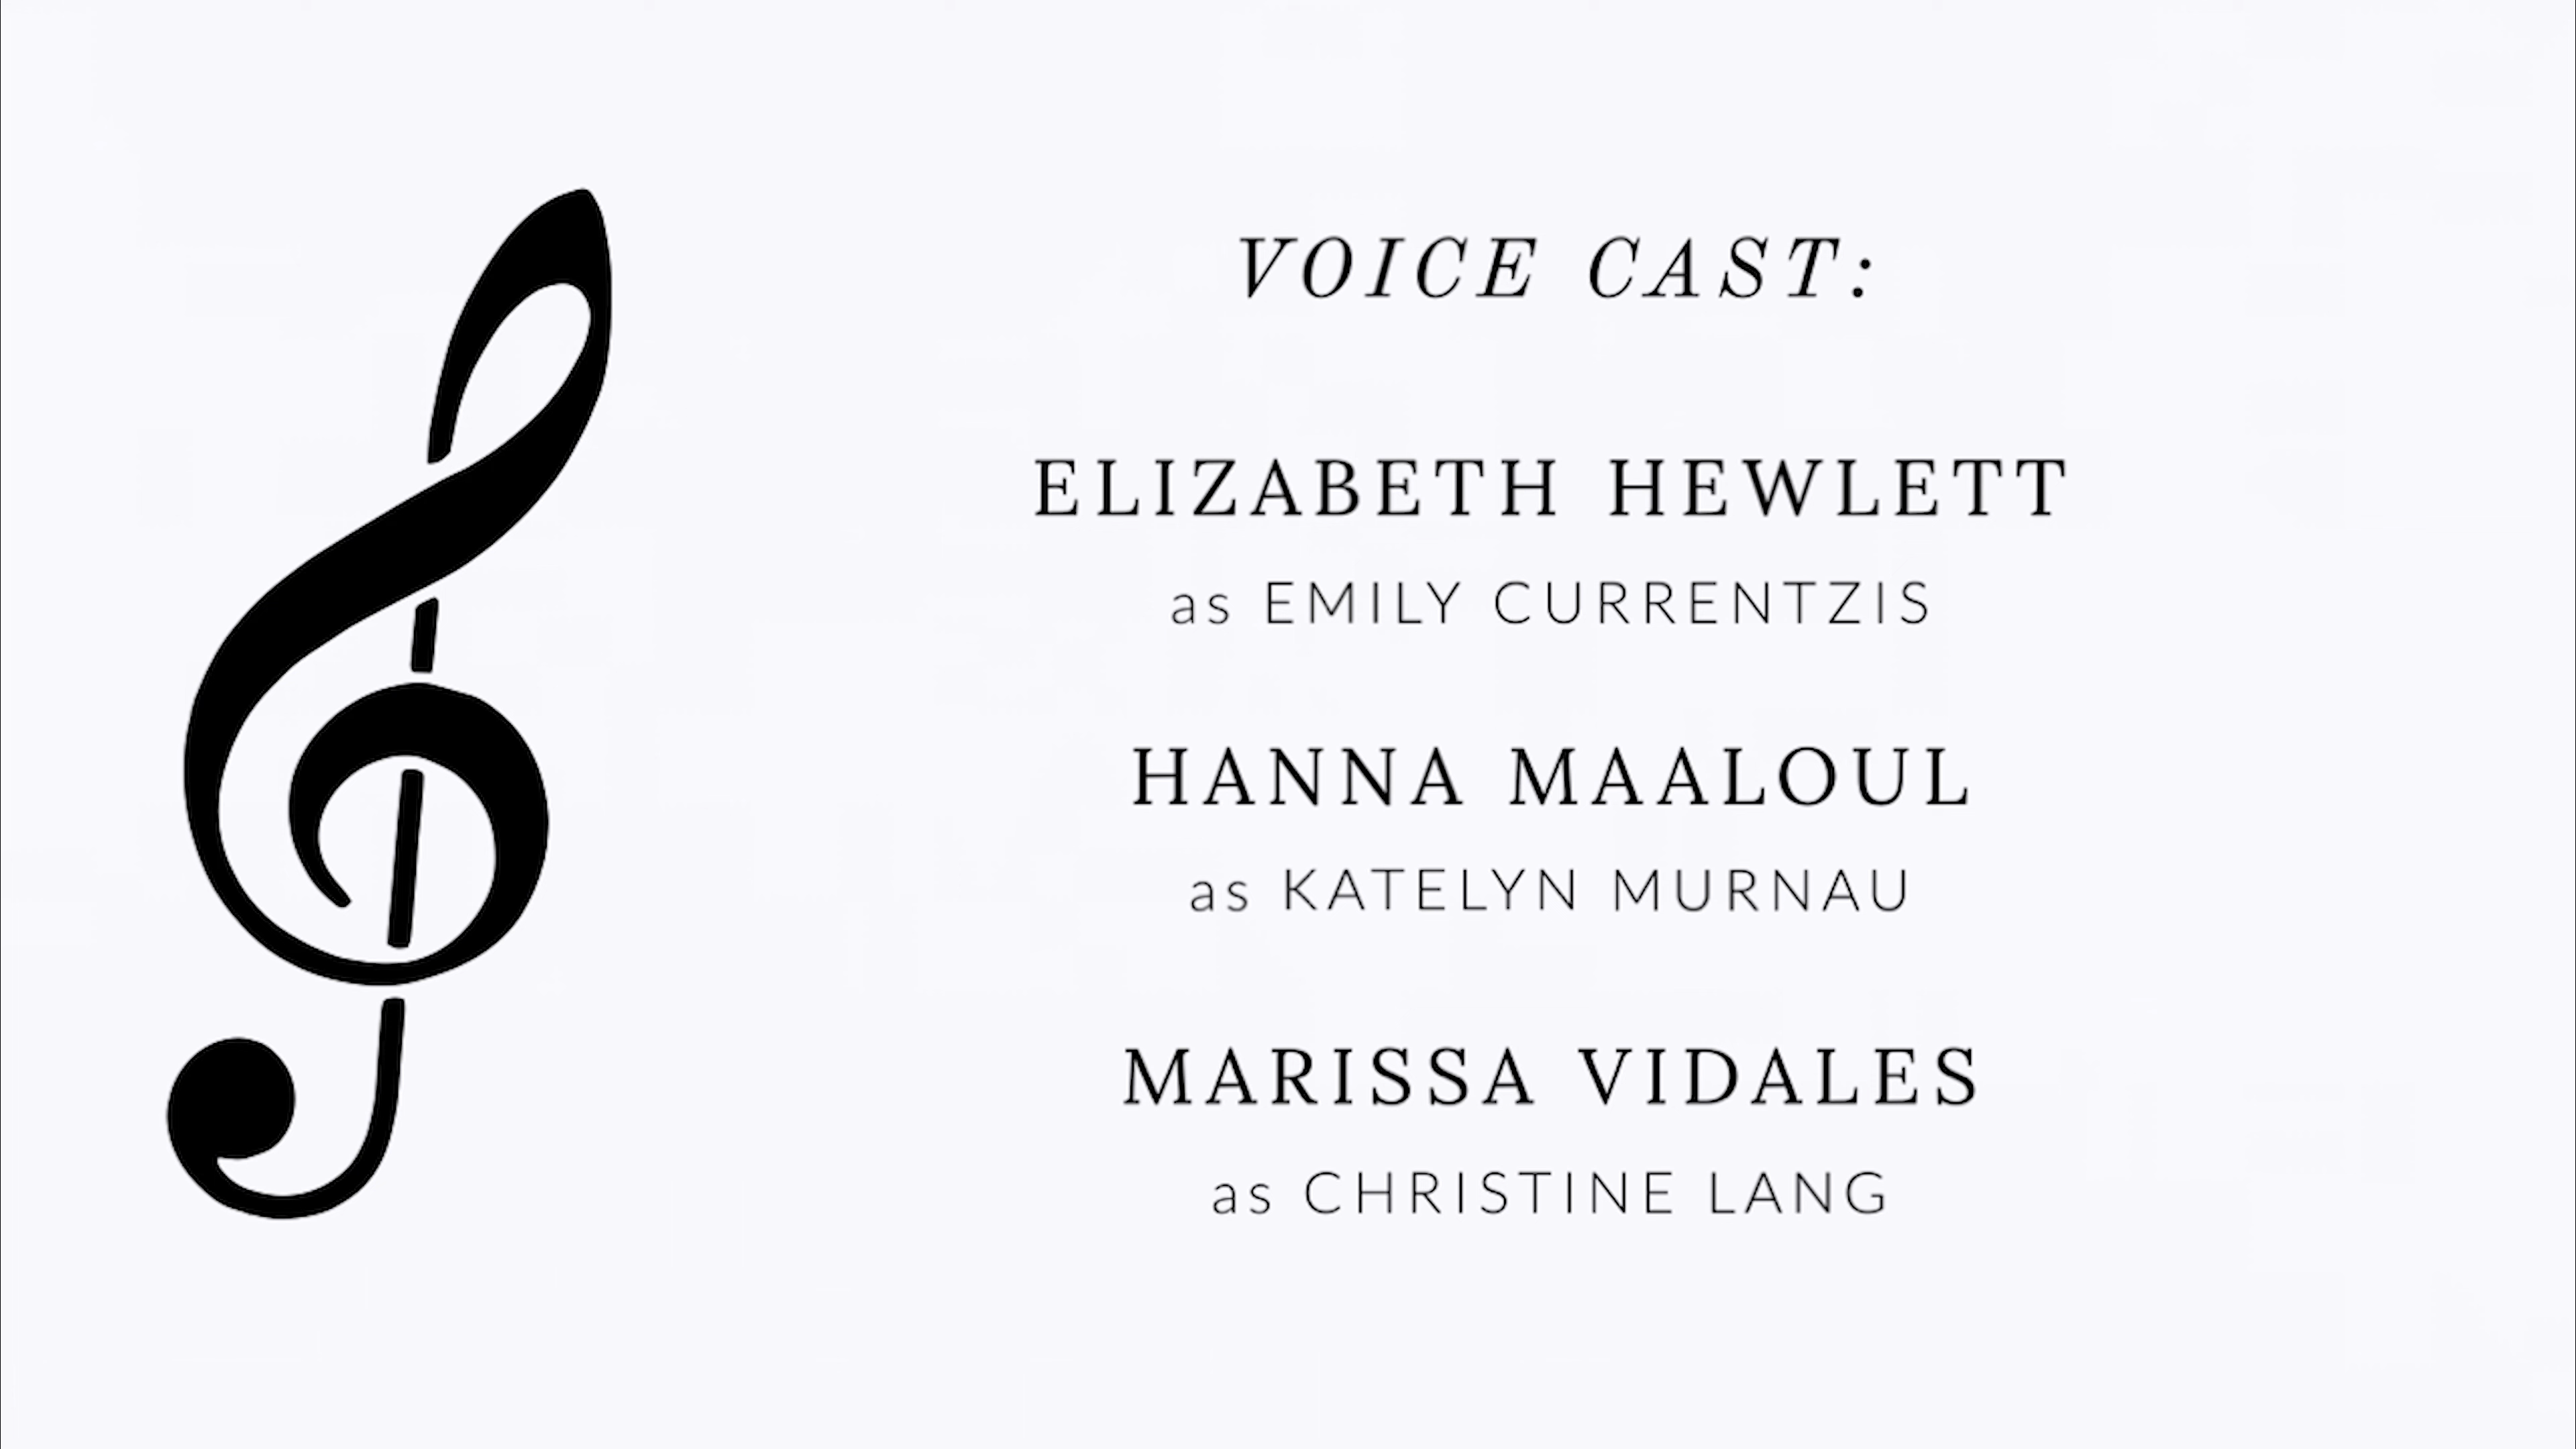 VOICE CAST:
ELIZABETH HEWLETT
as EMILY CURRENTZIS
HANNA MAALOUL
as KATELYN MURNAU
MARISSA VIDALES
as CHRISTINE LANG